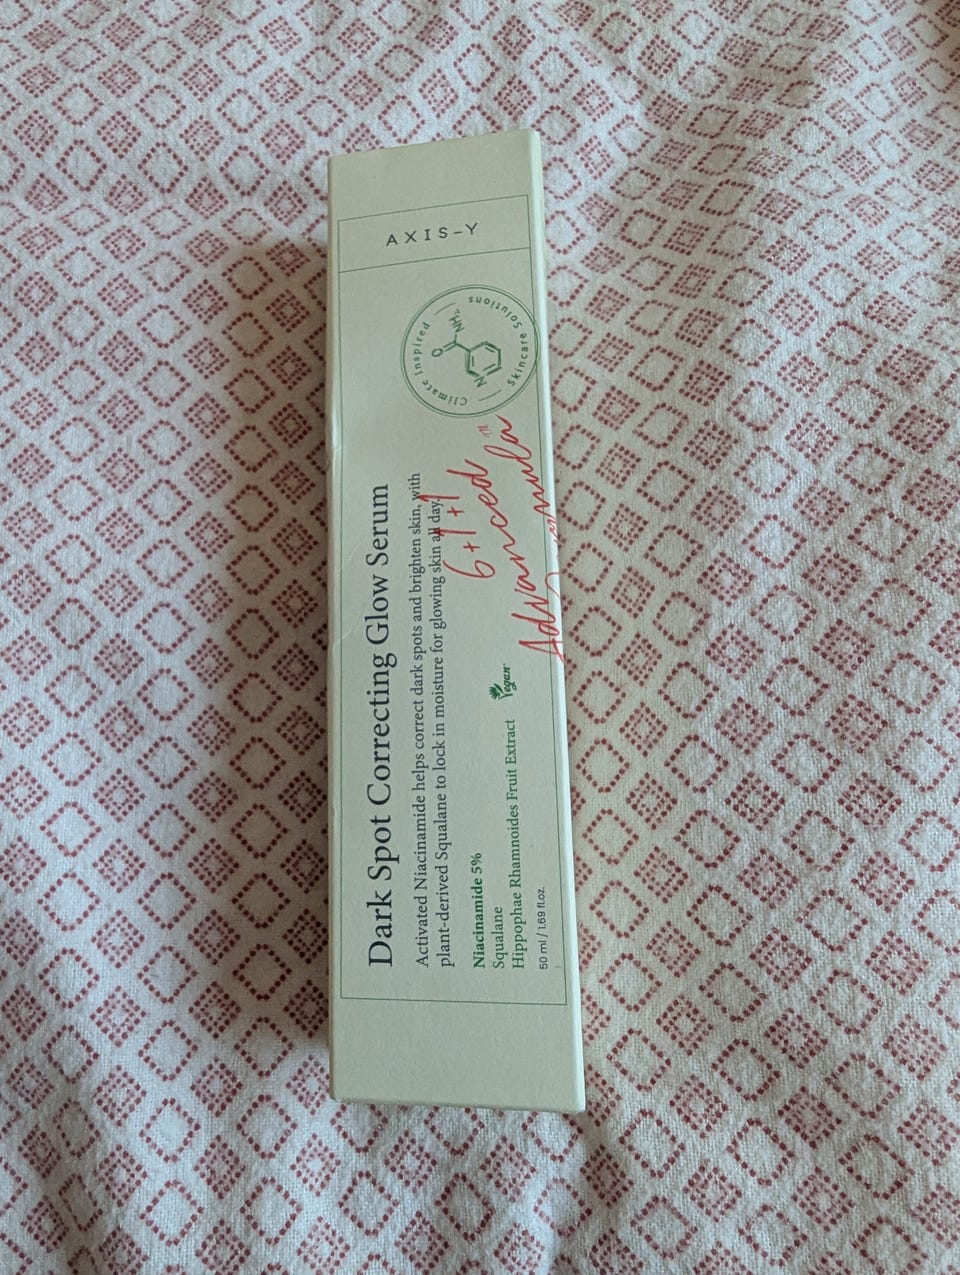 AXIS-Y
Climate Inspired
Skincare Solutions
O
NH₂
N
Dark Spot Correcting Glow Serum
Activated Niacinamide helps correct dark spots and brighten skin, with
plant-derived Squalane to lock in moisture for glowing skin all day.
6+1+1
Advanced
Formula™
Niacinamide 5%
Squalane
Hippophae Rhamnoides Fruit Extract
Vegan
50 ml / 1.69 fl.oz.